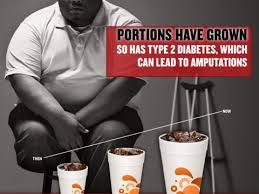 PORTIONS HAVE GROWN
SO HAS TYPE 2 DIABETES, WHICH
CAN LEAD TO AMPUTATIONS
NOW
THEN